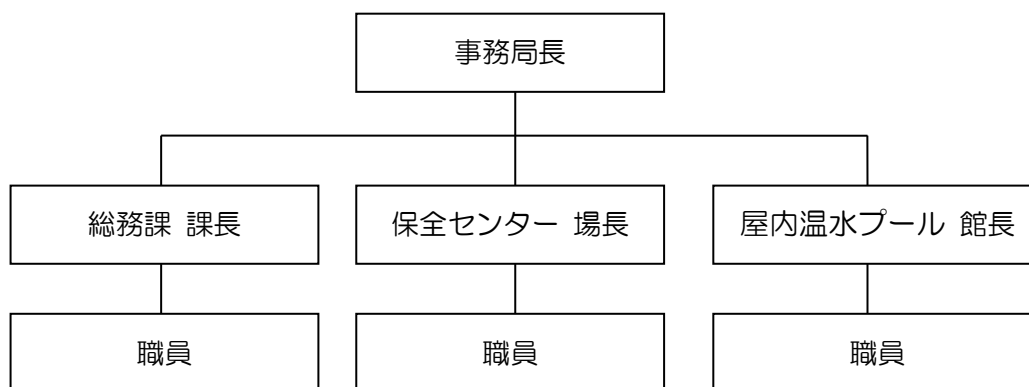 事務局長
総務課 課長
保全センター 場長
屋内温水プール 館長
職員
職員
職員